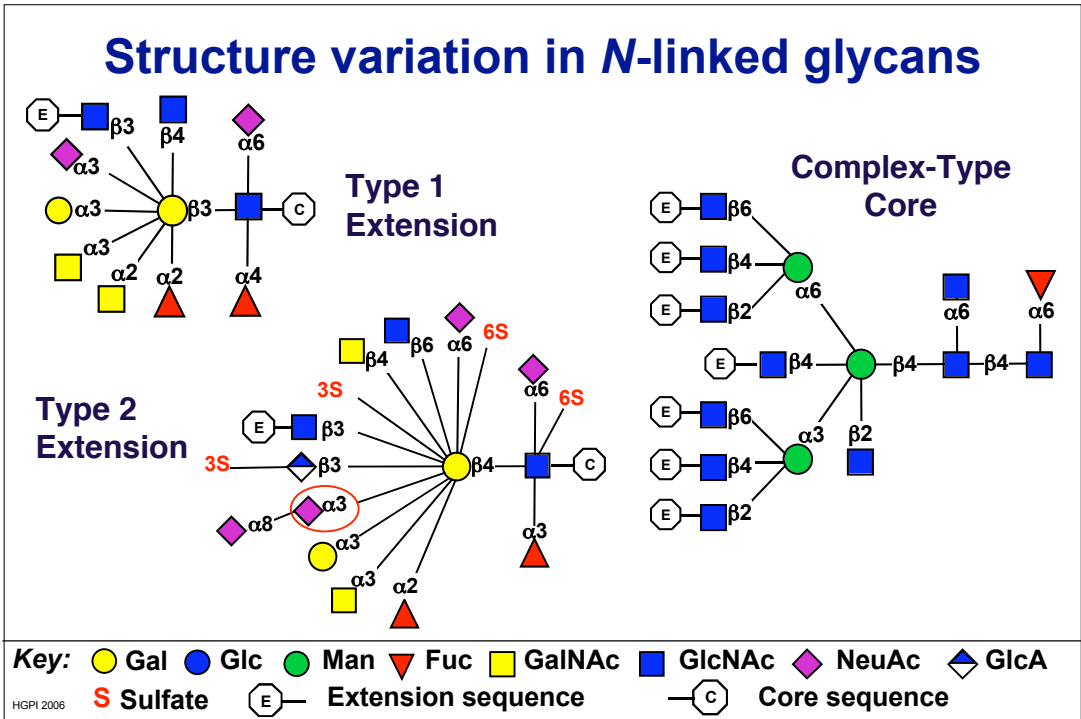 Structure variation in N-linked glycans
E β3 β4 α6
α3
α3 β3 C
α3
α2 α2 α4
Type 1
Extension
Complex-Type
Core
E β6
E β4
E β2
α6
α6 α6
E β4 β4 β4
α3 β2
E β6
E β4
E β2
Type 2
Extension
β4 β6 α6 6S
α6 6S
3S
E β3
3S β3 β4 C
α3
α8
α3
α3
α2
α3
Key: Gal Glc Man Fuc GalNAc GlcNAc NeuAc GlcA
S Sulfate E Extension sequence C Core sequence
HGPI 2006